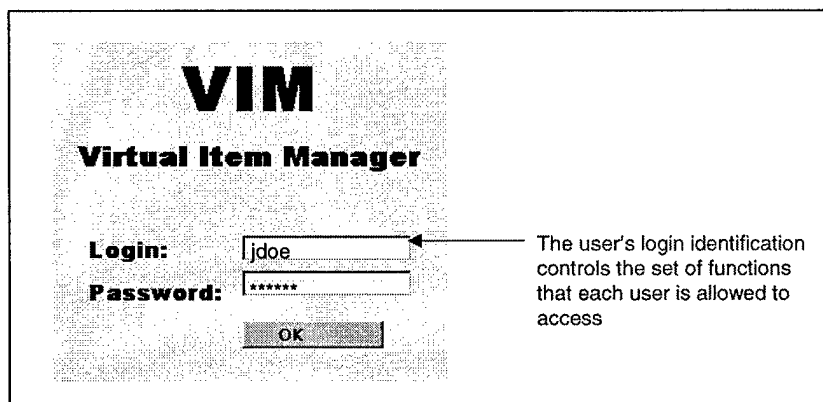 VIM
Virtual Item Manager
Login:
jdoe
Password:
******
OK
The user's login identification
controls the set of functions
that each user is allowed to
access